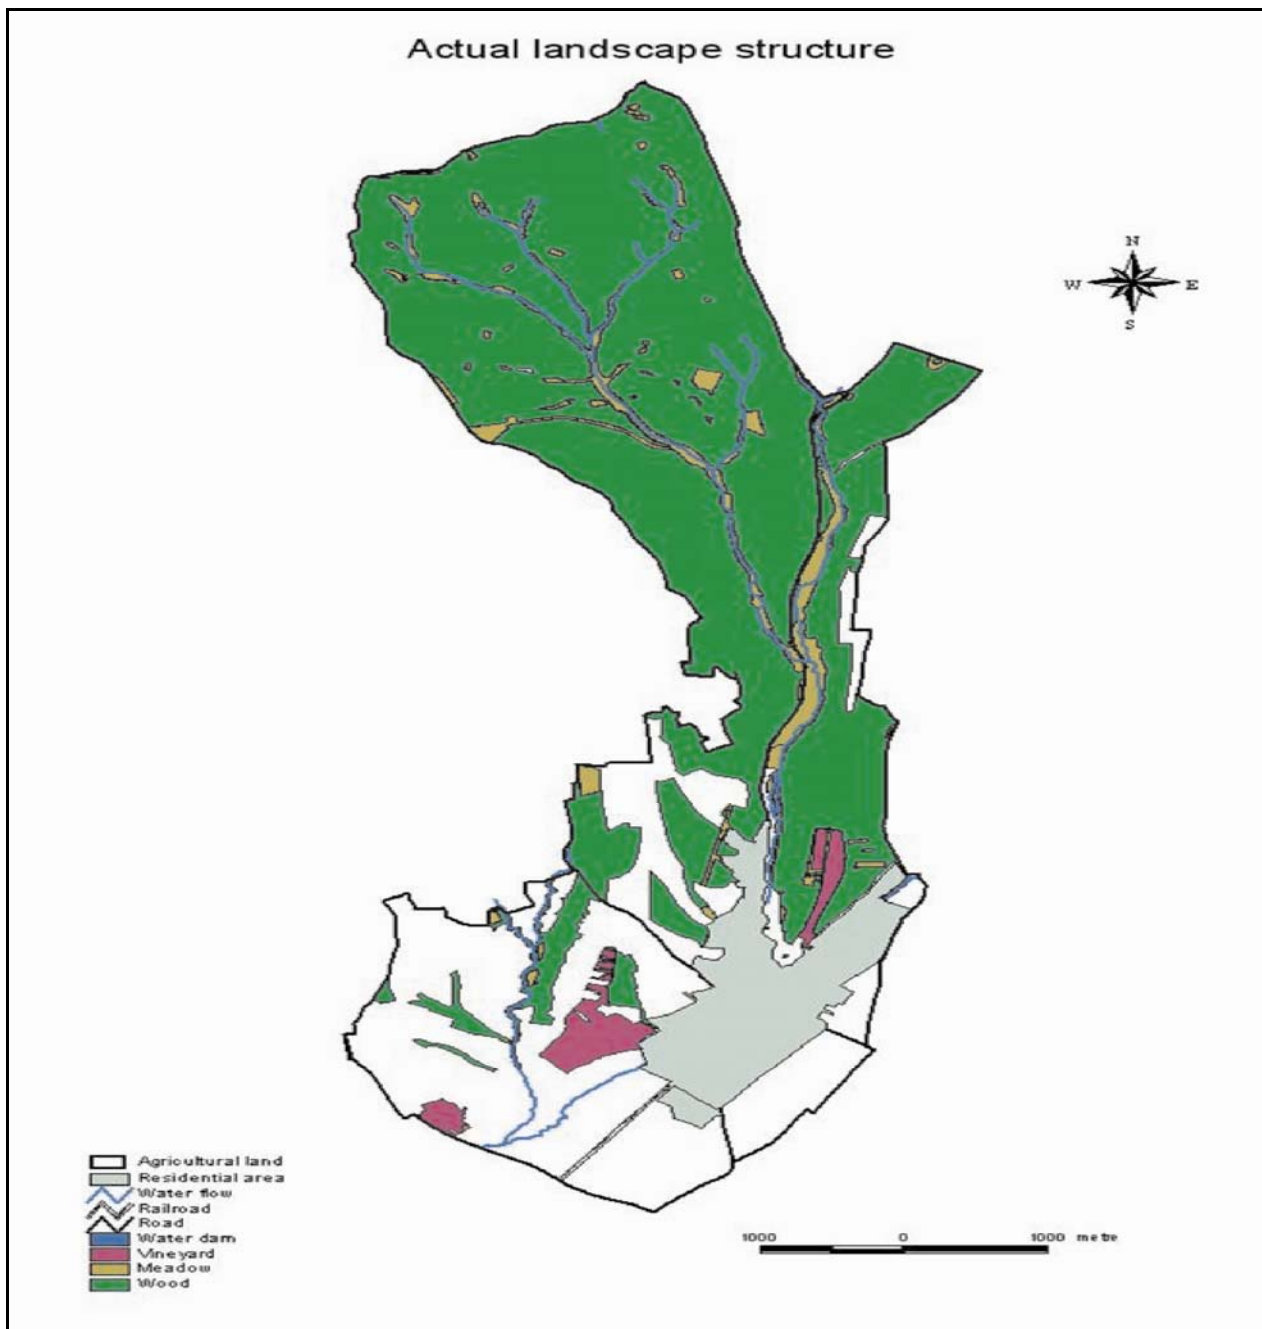 Actual landscape structure
N
W E
S
Agricultural land
Residential area
Water flow
Railroad
Road
Water dam
Vineyard
Meadow
Wood
1000 0 1000 metre